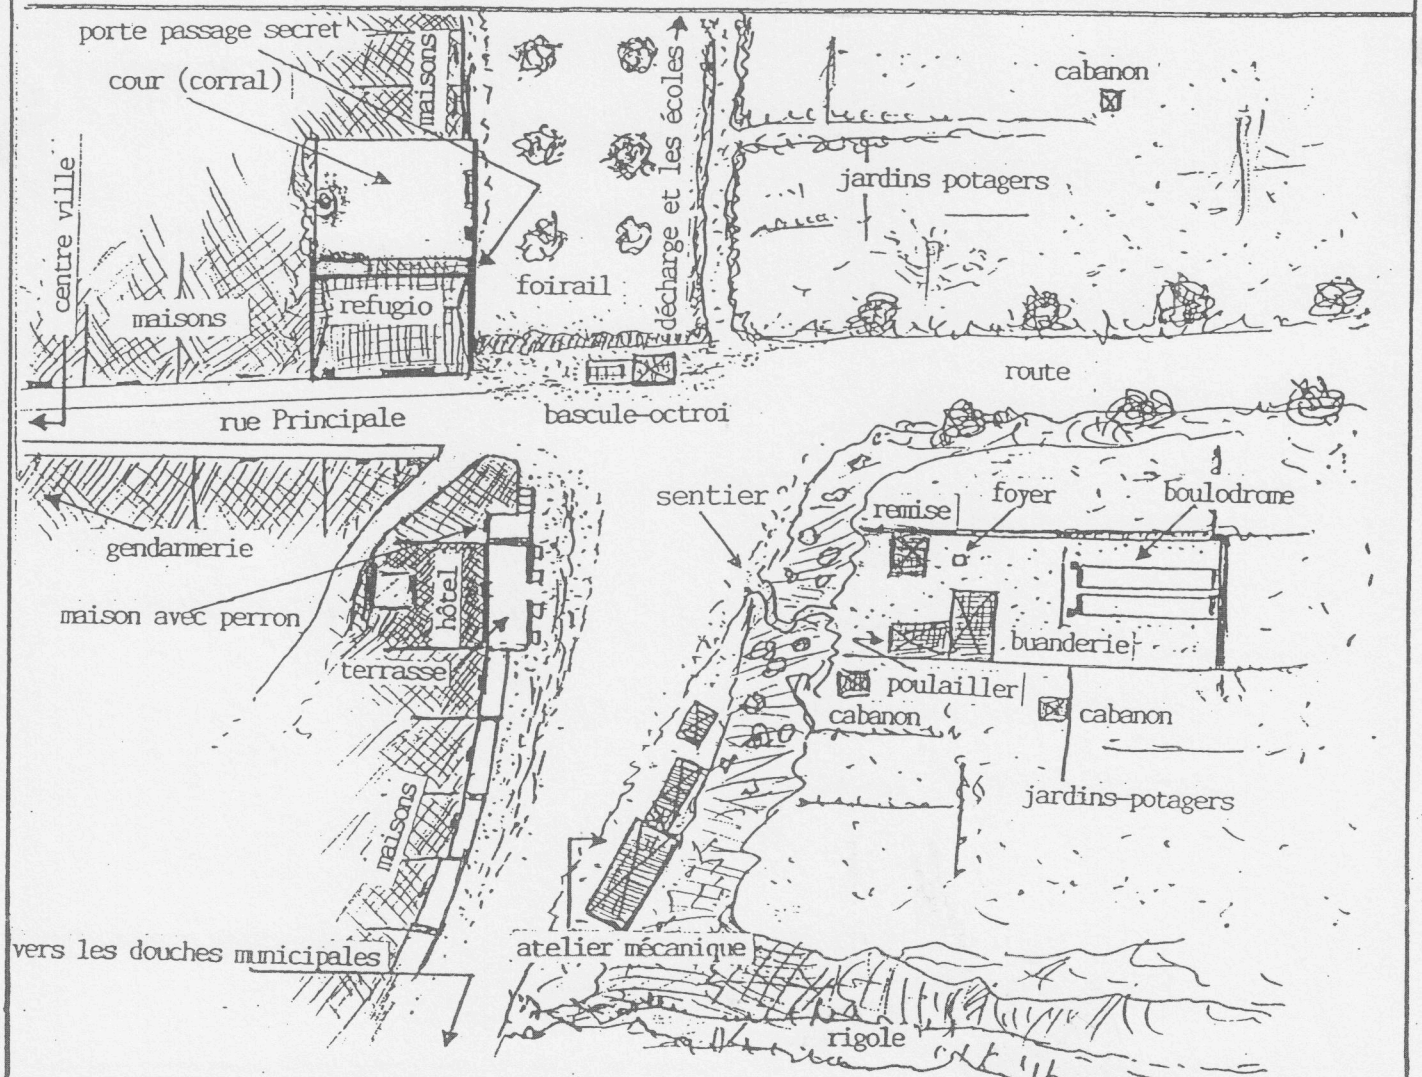 porte passage secret
cour (corral)
maisons
décharge et les écoles
cabanon
centre ville
jardins potagers
maisons
refugio
foirail
route
rue Principale
bascule-octroi
sentier
remise
foyer
boulodrome
gendarmerie
hôtel
maison avec perron
buanderie
terrasse
poulailler
cabanon
cabanon
maisons
jardins-potagers
vers les douches municipales
atelier mécanique
rigole